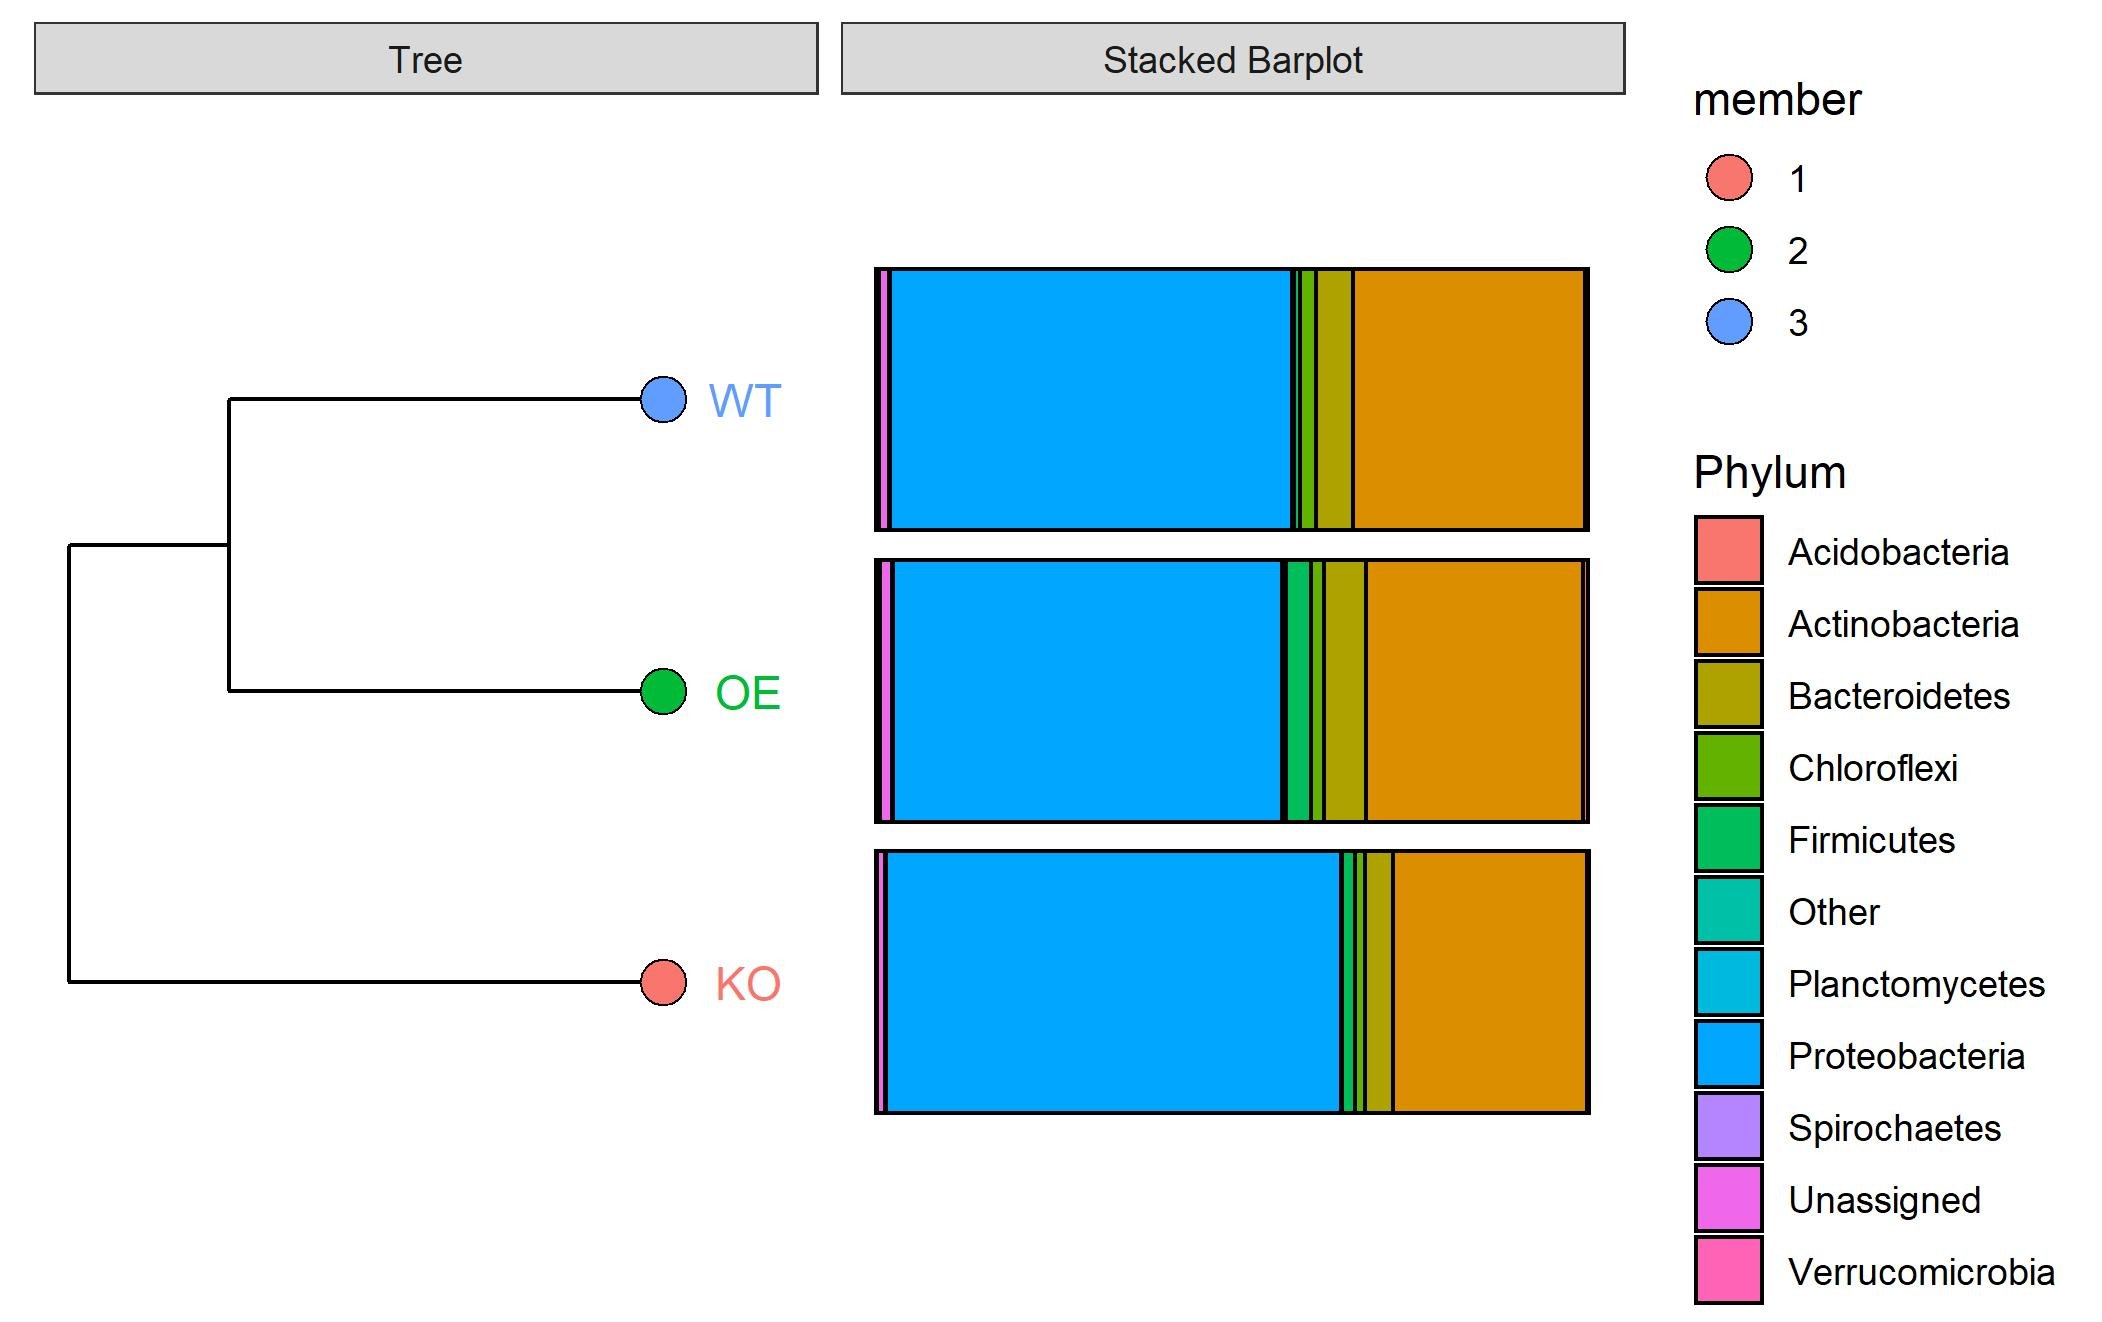 Tree
Stacked Barplot
WT
OE
KO
member
1
2
3
Phylum
Acidobacteria
Actinobacteria
Bacteroidetes
Chloroflexi
Firmicutes
Other
Planctomycetes
Proteobacteria
Spirochaetes
Unassigned
Verrucomicrobia